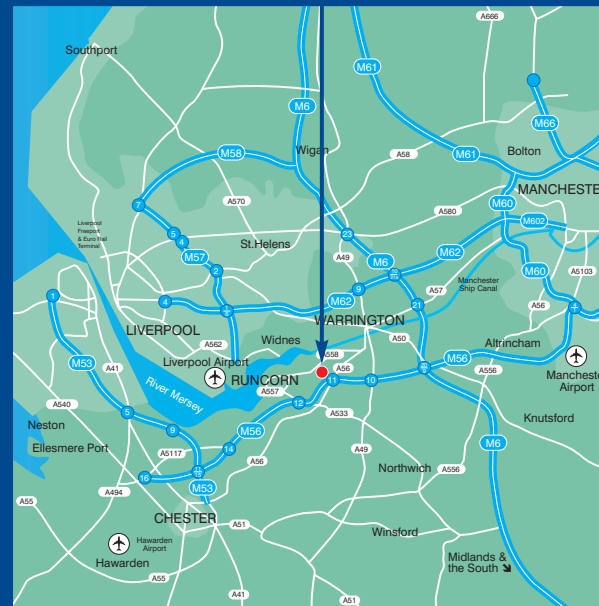 A666
Southport
M61
M6
M66
Wigan
Bolton
M58
A58
M61
MANCHESTE
A570
M60
7
A580
M602
Liverpool
Freeport
& Euro Rail
Terminal
5
4
St.Helens
23
M57
A49
M6
M62
M60
A5103
2
Manchester
Ship Canal
A57
9
1
4
M62
21
A56
LIVERPOOL
WARRINGTON
Widnes
A50
Altrincham
M53
A562
A558
M56
Liverpool Airport
A41
RUNCORN
A56
A556
Manchester
Airport
River Mersey
11
10
A557
A540
12
5
A533
Knutsford
Neston
9
M56
M6
Ellesmere Port
14
A49
A5117
A56
Northwich
A556
16
A494
M53
A55
CHESTER
A51
Winsford
Hawarden
Airport
Hawarden
Midlands &
the South
A55
A41
A51